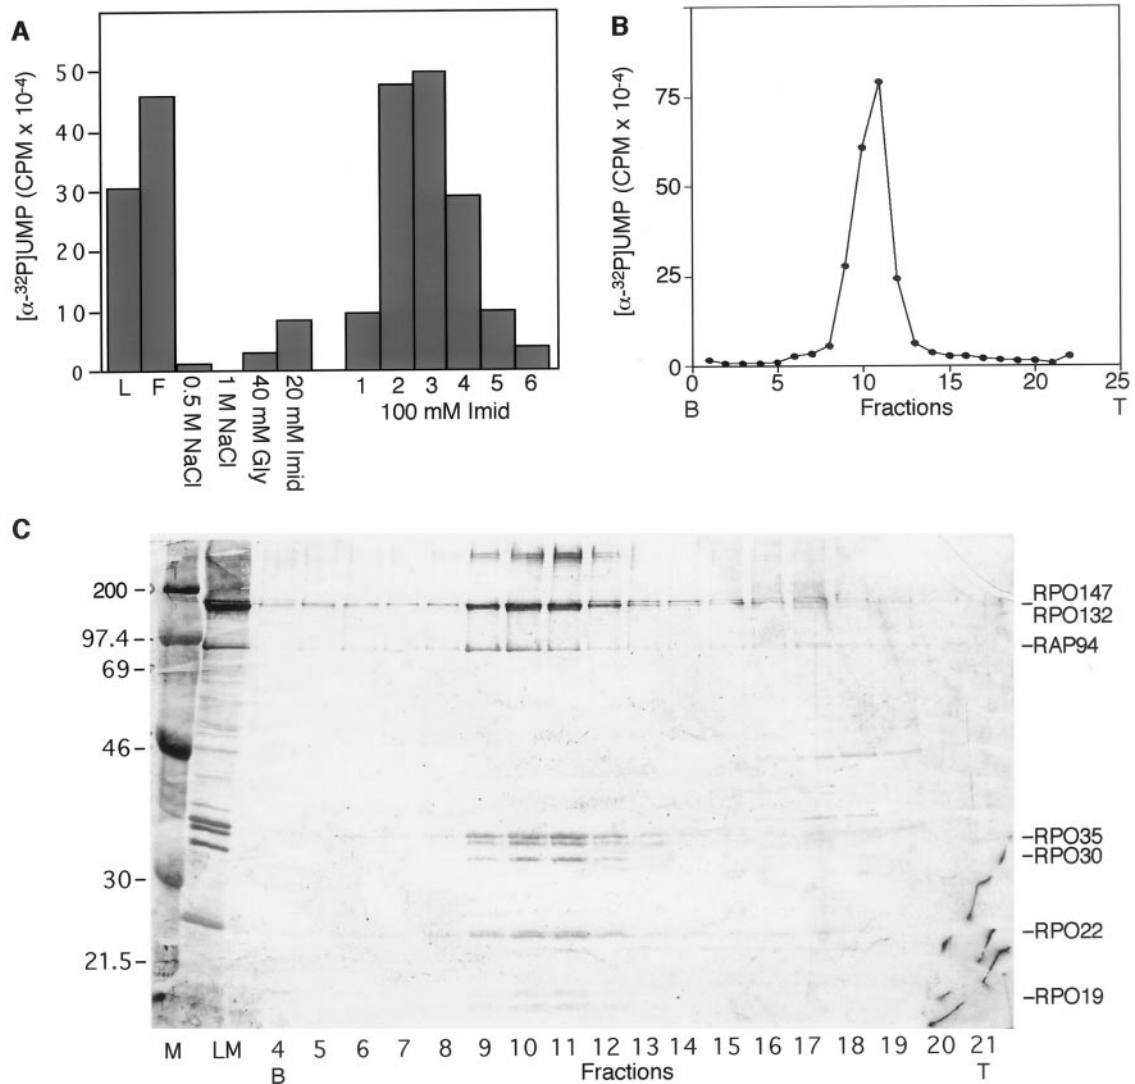 A
[α-³²P]UMP (CPM x 10⁻⁴)
50
40
30
20
10
0
L F 0.5 M NaCl 1 M NaCl 40 mM Gly 20 mM Imid 1 2 3 4 5 6
100 mM Imid
B
[α-³²P]UMP (CPM x 10⁻⁴)
75
50
25
0
0 5 10 15 20 25
B Fractions T
C
200 –
97.4 –
69 –
46 –
30 –
21.5 –
RPO147
RPO132
–RAP94
–RPO35
–RPO30
–RPO22
–RPO19
M LM 4 5 6 7 8 9 10 11 12 13 14 15 16 17 18 19 20 21
B Fractions T